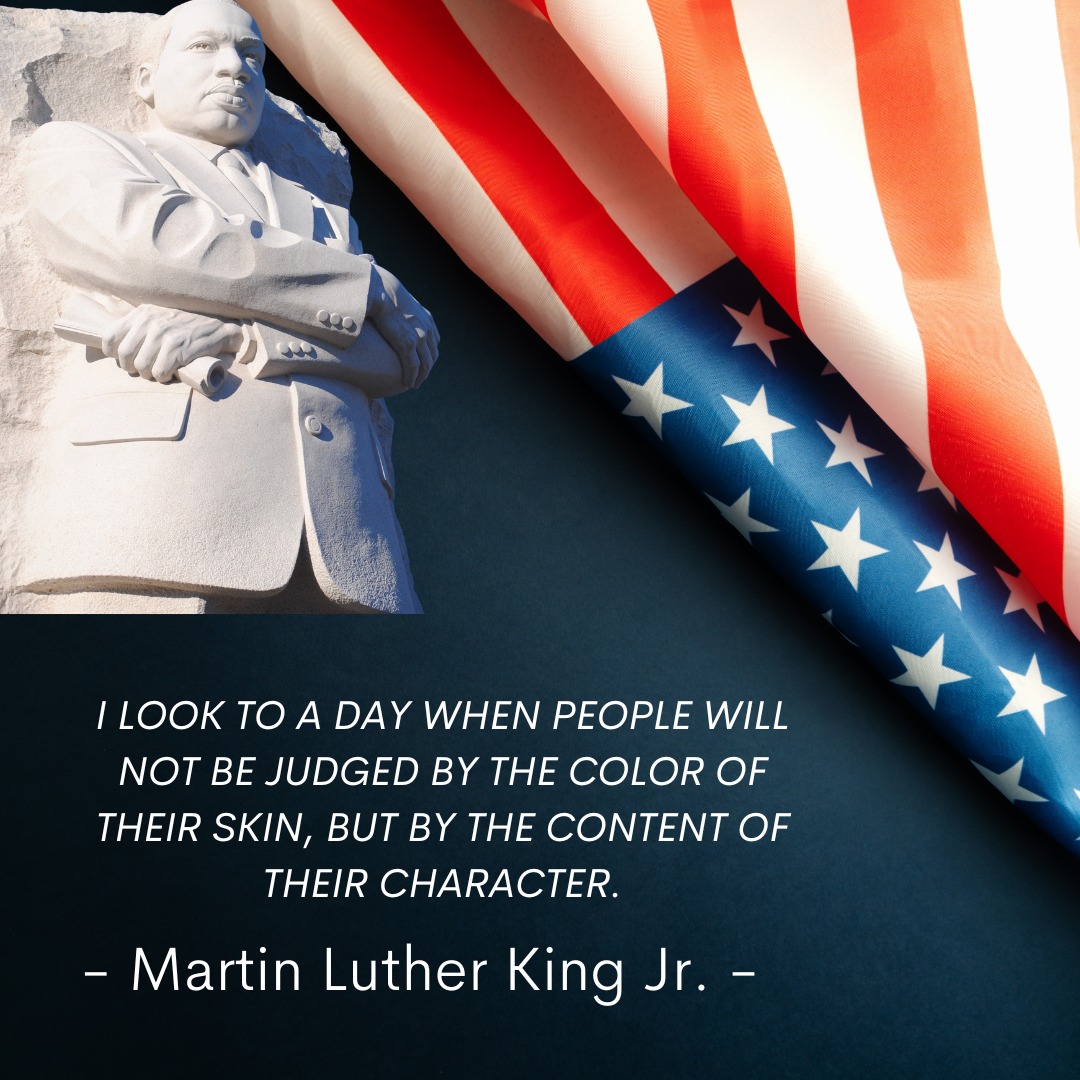 I LOOK TO A DAY WHEN PEOPLE WILL
NOT BE JUDGED BY THE COLOR OF
THEIR SKIN, BUT BY THE CONTENT OF
THEIR CHARACTER.
– Martin Luther King Jr. –